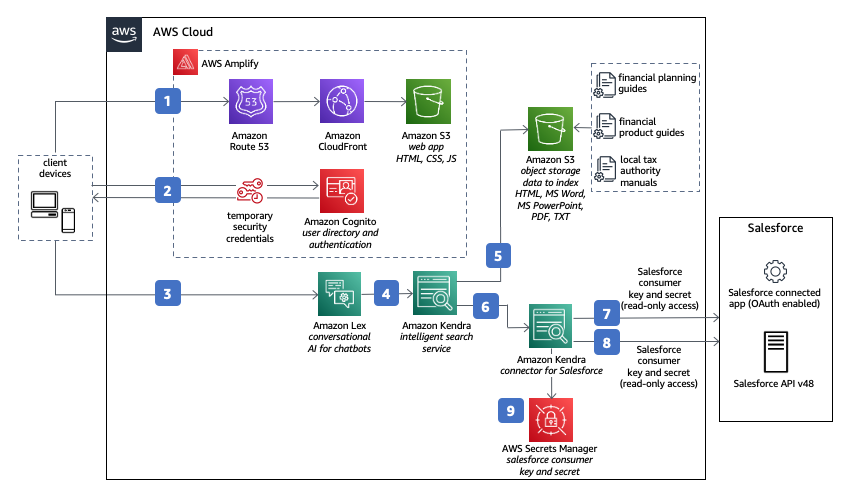 aws
AWS Cloud
AWS Amplify
1
53
Amazon
Route 53
Amazon
CloudFront
Amazon S3
web app
HTML, CSS, JS
client
devices
2
temporary
security
credentials
Amazon Cognito
user directory and
authentication
3
Amazon Lex
conversational
AI for chatbots
4
Amazon Kendra
intelligent search
service
5
Amazon S3
object storage
data to index
HTML, MS Word,
MS PowerPoint,
PDF, TXT
financial planning
guides
financial
product guides
local tax
authority
manuals
6
Amazon Kendra
connector for Salesforce
7
Salesforce
consumer
key and secret
(read-only access)
8
Salesforce
consumer
key and secret
(read-only access)
9
AWS Secrets Manager
salesforce consumer
key and secret
Salesforce
Salesforce connected
app (OAuth enabled)
Salesforce API v48